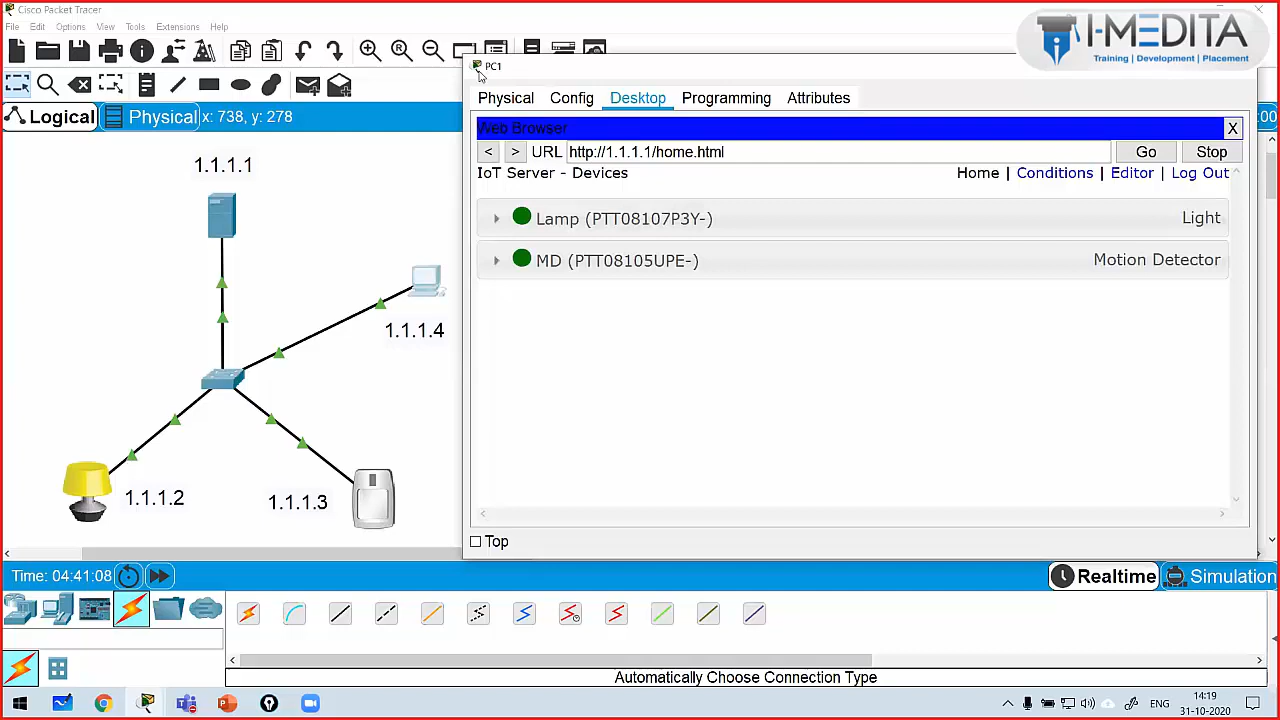 Cisco Packet Tracer
File Edit Options View Tools Extensions Help
I-MEDITA
Training | Development | Placement
PC1
Logical
Physical
x: 738, y: 278
:00
Physical Config Desktop Programming Attributes
Web Browser
X
< > URL http://1.1.1.1/home.html Go Stop
IoT Server - Devices
Home | Conditions | Editor | Log Out
Lamp (PTT08107P3Y-) Light
MD (PTT08105UPE-) Motion Detector
Top
1.1.1.1
1.1.1.4
1.1.1.2
1.1.1.3
Time: 04:41:08
Realtime
Simulation
Automatically Choose Connection Type
ENG
14:19
31-10-2020